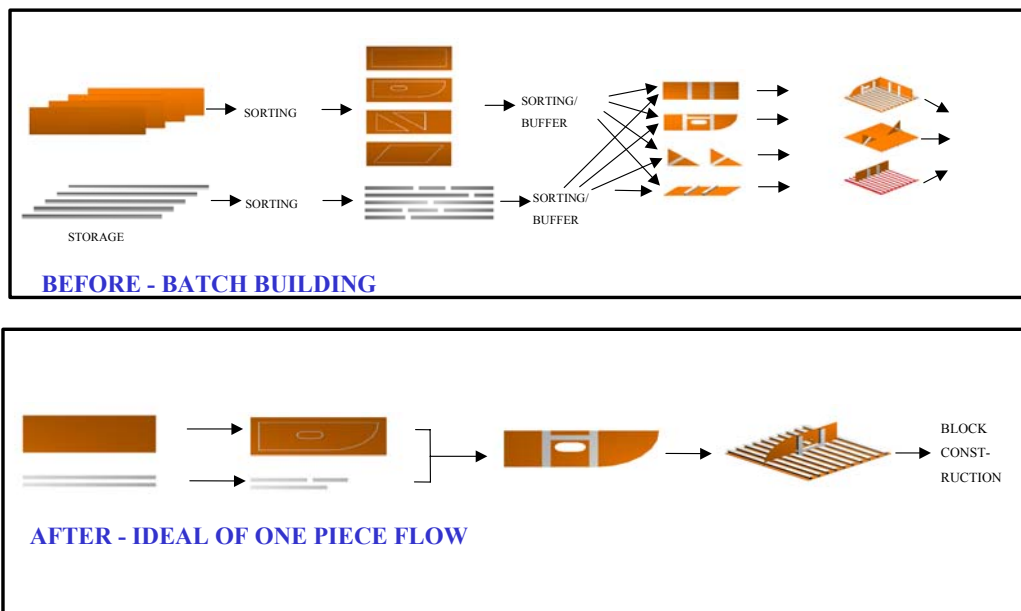 SORTING
SORTING/
BUFFER
SORTING
SORTING/
BUFFER
STORAGE
BEFORE - BATCH BUILDING
BLOCK
CONST-
RUCTION
AFTER - IDEAL OF ONE PIECE FLOW